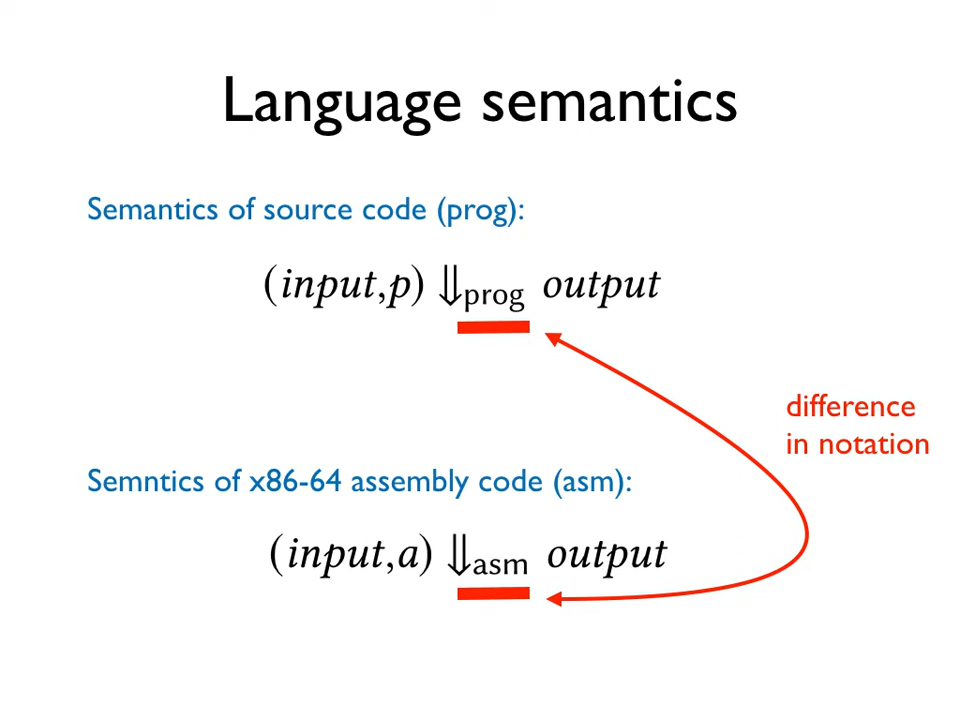 Language semantics
Semantics of source code (prog):
(input,p) ⇓prog output
difference
in notation
Semntics of x86-64 assembly code (asm):
(input,a) ⇓asm output